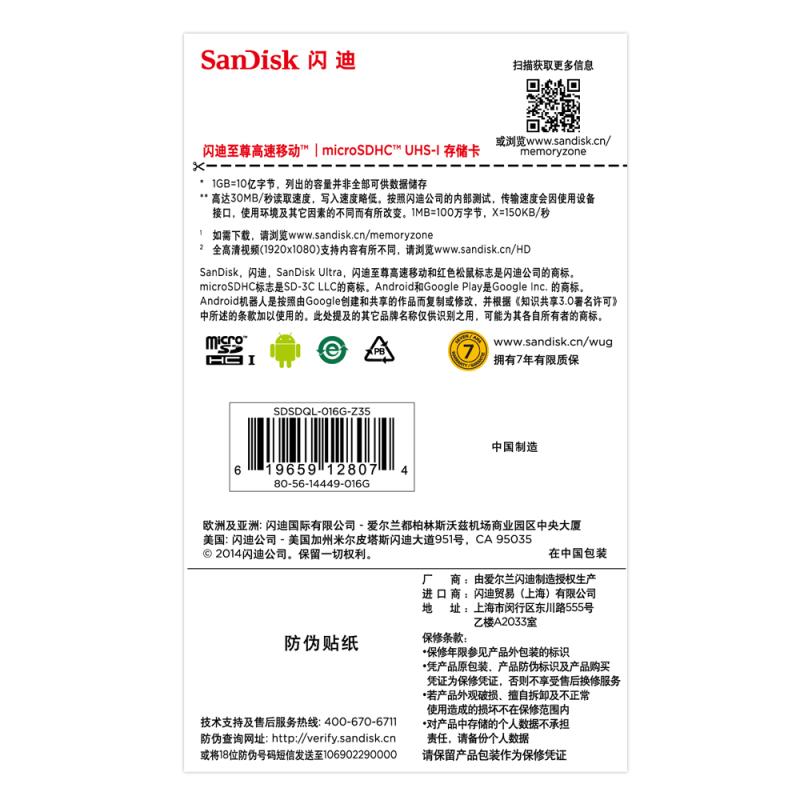 SanDisk 闪迪
扫描获取更多信息
或浏览www.sandisk.cn/
memoryzone
闪迪至尊高速移动™ | microSDHC™ UHS-I 存储卡
* 1GB=10亿字节，列出的容量并非全部可供数据储存
** 高达30MB/秒读取速度，写入速度略低。按照闪迪公司的内部测试，传输速度会因使用设备
接口，使用环境及其它因素的不同而有所改变。1MB=100万字节，X=150KB/秒
1 如需下载，请浏览www.sandisk.cn/memoryzone
2 全高清视频(1920x1080)支持内容有所不同，请浏览www.sandisk.cn/HD
SanDisk，闪迪，SanDisk Ultra，闪迪至尊高速移动和红色松鼠标志是闪迪公司的商标。
microSDHC标志是SD-3C LLC的商标。Android和Google Play是Google Inc. 的商标。
Android机器人是按照由Google创建和共享的作品而复制或修改，并根据《知识共享3.0署名许可》
中所述的条款加以使用的。此处提及的其它品牌名称仅供识别之用，可能为其各自所有者的商标。
micro™
SD
HC I
e
PB
7
www.sandisk.cn/wug
拥有7年有限质保
SDSDQL-016G-Z35
6 19659 12807 4
80-56-14449-016G
中国制造
欧洲及亚洲: 闪迪国际有限公司 - 爱尔兰都柏林斯沃兹机场商业园区中央大厦
美国: 闪迪公司 - 美国加州米尔皮塔斯闪迪大道951号，CA 95035
© 2014闪迪公司。保留一切权利。
在中国包装
厂 商：由爱尔兰闪迪制造授权生产
进 口 商：闪迪贸易（上海）有限公司
地 址：上海市闵行区东川路555号
乙楼A2033室
防伪贴纸
保修条款：
•保修年限参见产品外包装的标识
•凭产品原包装、产品防伪标识及产品购买
凭证为保修凭证，否则不享受售后换修服务
•若产品外观破损、擅自拆卸及不正常
使用造成的损坏不在保修范围内
•对产品中存储的个人数据不承担
责任，请备份个人数据
请保留产品包装作为保修凭证
技术支持及售后服务热线: 400-670-6711
防伪查询网址: http://verify.sandisk.cn
或将18位防伪号码短信发送至106902290000